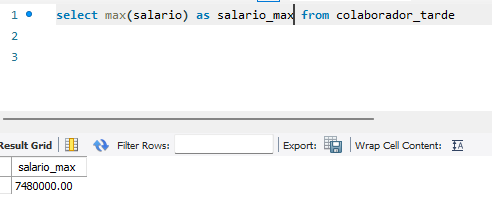 1 select max(salario) as salario_max from colaborador_tarde
2
3
Result Grid Filter Rows: Export: Wrap Cell Content:
salario_max
7480000.00